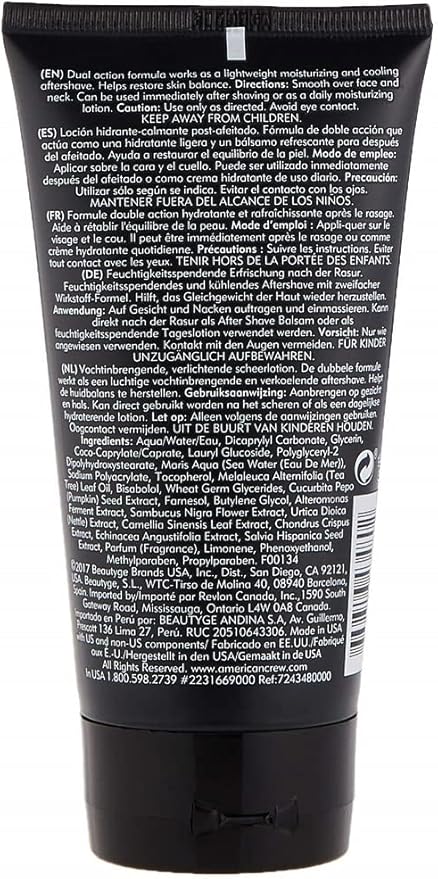 (EN) Dual action formula works as a lightweight moisturizing and cooling
aftershave. Helps restore skin balance. Directions: Smooth over face and
neck. Can be used immediately after shaving or as a daily moisturizing
lotion. Caution: Use only as directed. Avoid eye contact.
KEEP AWAY FROM CHILDREN.
(ES) Loción hidrante-calmante post-afeitado. Fórmula de doble acción que
actúa como una hidratante ligera y un bálsamo refrescante para después
del afeitado. Ayuda a restaurar el equilibrio de la piel. Modo de empleo:
Aplicar sobre la cara y el cuello. Puede ser utilizado inmediatamente
después del afeitado o como crema hidratante de uso diario. Precaución:
Utilizar sólo según se indica. Evitar el contacto con los ojos.
MANTENER FUERA DEL ALCANCE DE LOS NIÑOS.
(FR) Formule double action hydratante et rafraîchissante après le rasage.
Aide à rétablir l'équilibre de la peau. Mode d'emploi : Appli-quer sur le
visage et le cou. Il peut être immédiatement après le rasage ou comme
crème hydratante quotidienne. Précautions : Suivre les instructions. Eviter
tout contact avec les yeux. TENIR HORS DE LA PORTÉE DES ENFANTS.
(DE) Feuchtigkeitsspendende Erfrischung nach der Rasur.
Feuchtigkeitsspendendes und kühlendes Aftershave mit zweifacher
Wirkstoff-Formel. Hilft, das Gleichgewicht der Haut wieder herzustellen.
Anwendung: Auf Gesicht und Nacken auftragen und einmassieren. Kann
direkt nach der Rasur als After Shave Balsam oder als
feuchtigkeitsspendende Tageslotion verwendet werden. Vorsicht: Nur wie
angewiesen verwenden. Kontakt mit den Augen vermeiden. FÜR KINDER
UNZUGÄNGLICH AUFBEWAHREN.
(NL) Vochtinbrengende, verlichtende scheerlotion. De dubbele formule
werkt als een luchtige vochtinbrengende en verkoelende aftershave. Helpt
de huidbalans te herstellen. Gebruiksaanwijzing: Aanbrengen op gezicht
en hals. Kan direct gebruikt worden na het scheren of als een dagelijkse
hydraterende lotion. Let op: Alleen volgens de aanwijzingen gebruiken.
Oogcontact vermijden. UIT DE BUURT VAN KINDEREN HOUDEN.
Ingredients: Aqua/Water/Eau, Dicaprylyl Carbonate, Glycerin,
Coco-Caprylate/Caprate, Lauryl Glucoside, Polyglyceryl-2
Dipolyhydroxystearate, Maris Aqua (Sea Water (Eau De Mer)),
Sodium Polyacrylate, Tocopherol, Melaleuca Alternifolia (Tea
Tree) Leaf Oil, Bisabolol, Wheat Germ Glycerides, Cucurbita Pepo
(Pumpkin) Seed Extract, Farnesol, Butylene Glycol, Alteromonas
Ferment Extract, Sambucus Nigra Flower Extract, Urtica Dioica
(Nettle) Extract, Camellia Sinensis Leaf Extract, Chondrus Crispus
Extract, Echinacea Angustifolia Extract, Salvia Hispanica Seed
Extract, Parfum (Fragrance), Limonene, Phenoxyethanol,
Methylparaben, Propylparaben. F00134
©2017 Beautyge Brands USA, Inc., Dist., San Diego, CA 92121,
USA. Beautyge, S.L., WTC-Tirso de Molina 40, 08940 Barcelona,
Spain. Imported by/Importé par Revlon Canada, Inc./1590 South
Gateway Road, Mississauga, Ontario L4W 0A8 Canada.
Importado en Perú por: BEAUTYGE ANDINA S.A, Av. Guillermo,
Prescott 136 Lima 27, Perú. RUC 20510643306. Made in USA with
with US and non-US components/ Fabricado en EE.UU./Fabriqué
aux E.-U./Hergestellt in den USA/Gemaakt in de USA
All Rights Reserved. www.americancrew.com
In USA 1.800.598.2739 #2231669000 Ref:7243480000